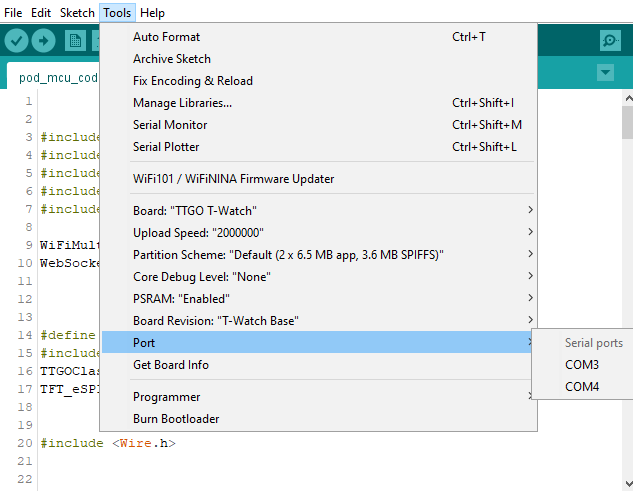 File Edit Sketch Tools Help
pod_mcu_cod
Auto Format Ctrl+T
Archive Sketch
Fix Encoding & Reload
Manage Libraries... Ctrl+Shift+I
Serial Monitor Ctrl+Shift+M
Serial Plotter Ctrl+Shift+L
WiFi101 / WiFiNINA Firmware Updater
Board: "TTGO T-Watch"
Upload Speed: "2000000"
Partition Scheme: "Default (2 x 6.5 MB app, 3.6 MB SPIFFS)"
Core Debug Level: "None"
PSRAM: "Enabled"
Board Revision: "T-Watch Base"
Port
Get Board Info
Programmer
Burn Bootloader
Serial ports
COM3
COM4
1
2
3 #include
4 #include
5 #include
6 #include
7 #include
8
9 WiFiMult
10 WebSocke
11
12
13
14 #define
15 #include
16 TTGOClas
17 TFT_eSPI
18
19
20 #include <Wire.h>
21
22